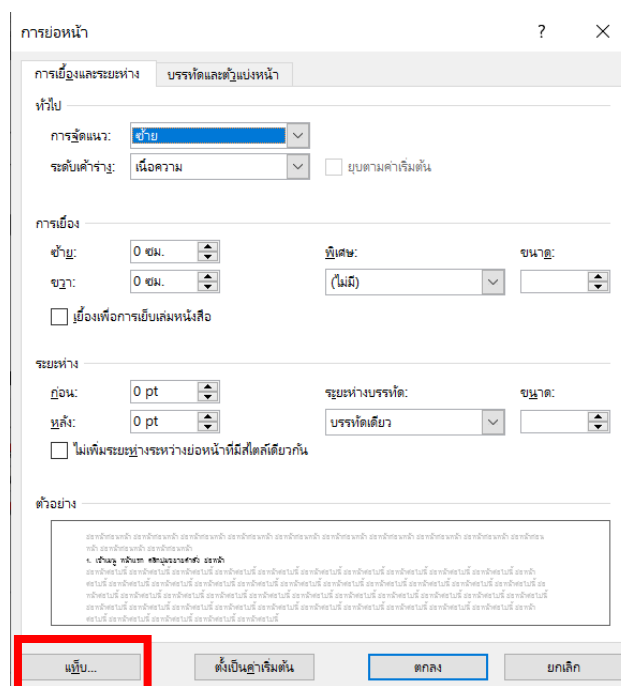 การย่อหน้า ? ×
การเยื้องและระยะห่าง บรรทัดและตัวแบ่งหน้า
ทั่วไป
การจัดแนว: ซ้าย
ระดับเค้าร่าง: เนื้อความ ยุบตามค่าเริ่มต้น
การเยื้อง
ซ้าย: 0 ซม. พิเศษ: ขนาด:
ขวา: 0 ซม. (ไม่มี)
เยื้องเพื่อการเย็บเล่มหนังสือ
ระยะห่าง
ก่อน: 0 pt ระยะห่างบรรทัด: ขนาด:
หลัง: 0 pt บรรทัดเดียว
ไม่เพิ่มระยะห่างระหว่างย่อหน้าที่มีสไตล์เดียวกัน
ตัวอย่าง
แท็บ... ตั้งเป็นค่าเริ่มต้น ตกลง ยกเลิก